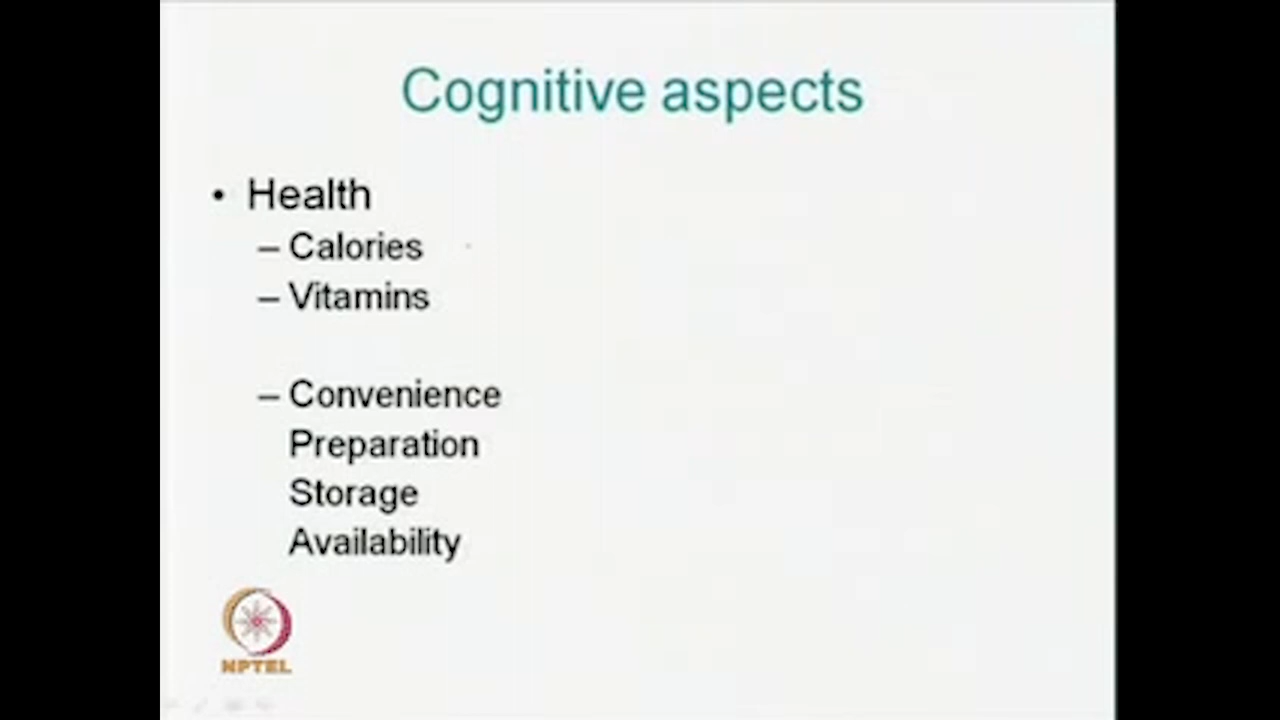 Cognitive aspects
• Health
– Calories
– Vitamins
– Convenience
Preparation
Storage
Availability
NPTEL